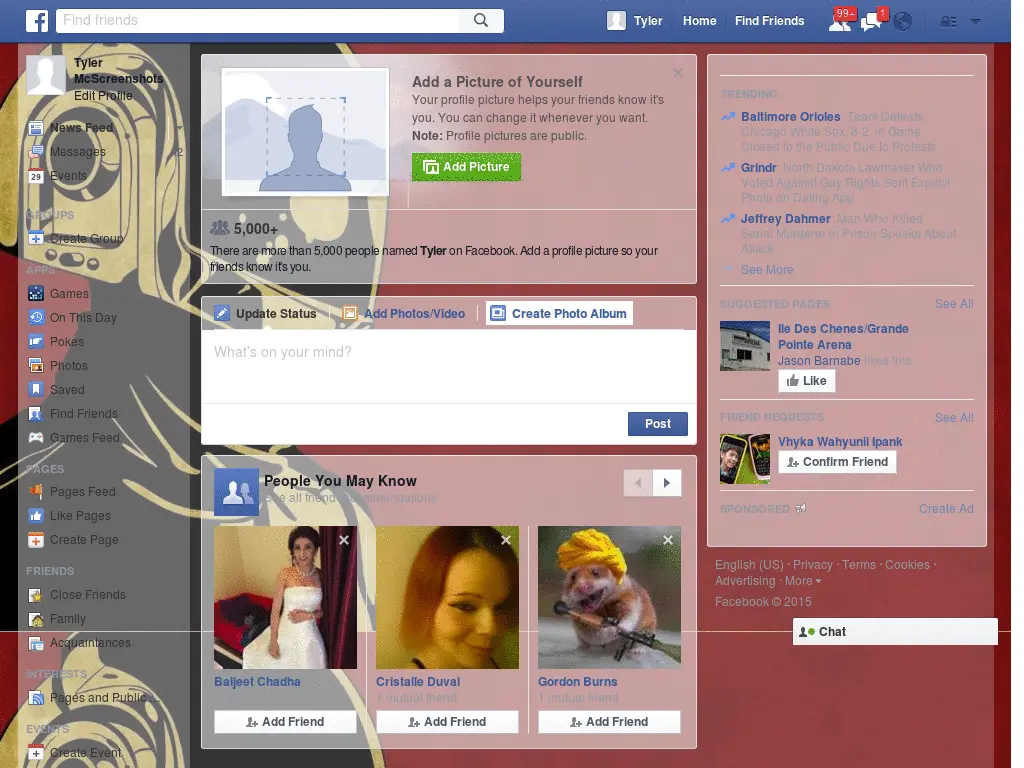 Find friends
Tyler
Home
Find Friends
99+
1
Tyler
McScreenshots
Edit Profile
News Feed
Messages
2
29
Events
GROUPS
Create Group
APPS
Games
On This Day
Pokes
Photos
Saved
Find Friends
Games Feed
PAGES
Pages Feed
Like Pages
Create Page
FRIENDS
Close Friends
Family
Acquaintances
INTERESTS
Pages and Public ...
EVENTS
Create Event
Add a Picture of Yourself
Your profile picture helps your friends know it's
you. You can change it whenever you want.
Note: Profile pictures are public.
Add Picture
5,000+
There are more than 5,000 people named Tyler on Facebook. Add a profile picture so your
friends know it's you.
Update Status
Add Photos/Video
Create Photo Album
What's on your mind?
Post
People You May Know
See all friend recommendations
Baljeet Chadha
Add Friend
Cristalle Duval
1 mutual friend
Add Friend
Gordon Burns
1 mutual friend
Add Friend
TRENDING
Baltimore Orioles: Team Defeats
Chicago White Sox, 8-2, in Game
Closed to the Public Due to Protests
Grindr: North Dakota Lawmaker Who
Voted Against Gay Rights Sent Explicit
Photo on Dating App
Jeffrey Dahmer: Man Who Killed
Serial Murderer in Prison Speaks About
Attack
See More
SUGGESTED PAGES
See All
Ile Des Chenes/Grande
Pointe Arena
Jason Barnabe likes this.
Like
FRIEND REQUESTS
See All
Vhyka Wahyunii Ipank
Confirm Friend
SPONSORED
Create Ad
English (US) · Privacy · Terms · Cookies ·
Advertising · More
Facebook © 2015
Chat